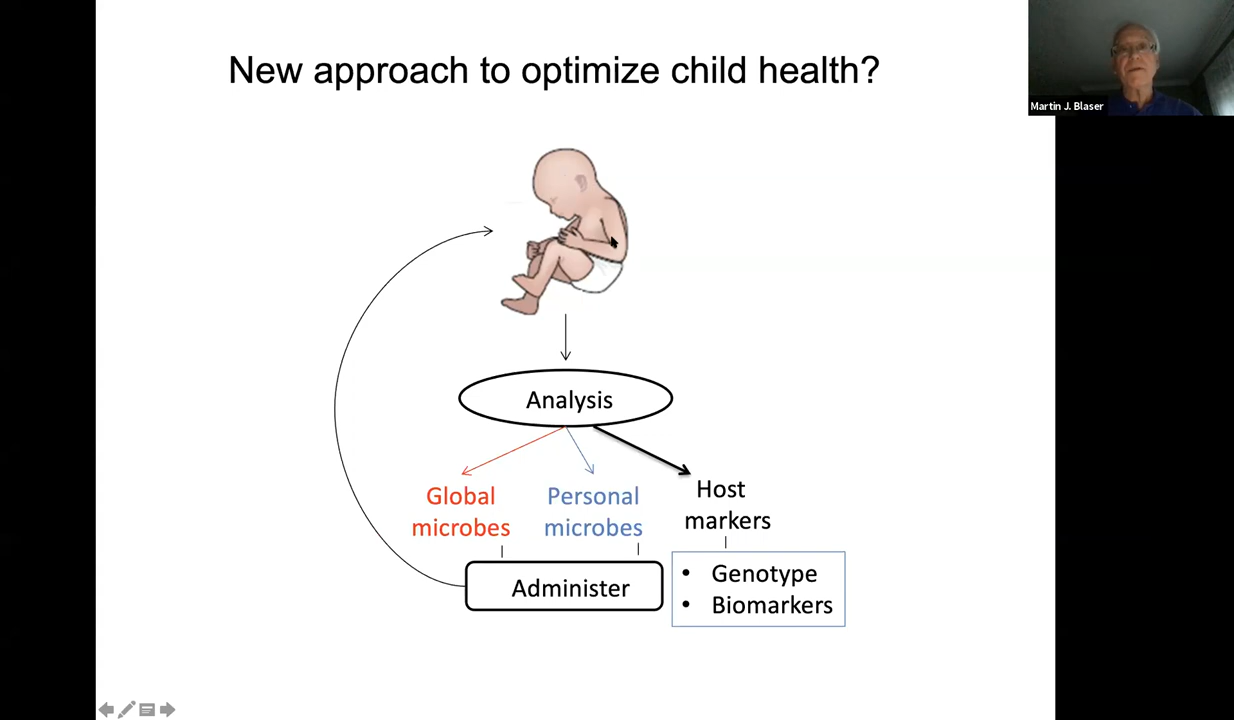 New approach to optimize child health?
Martin J. Blaser
Analysis
Global
microbes
Personal
microbes
Host
markers
Administer
• Genotype
• Biomarkers